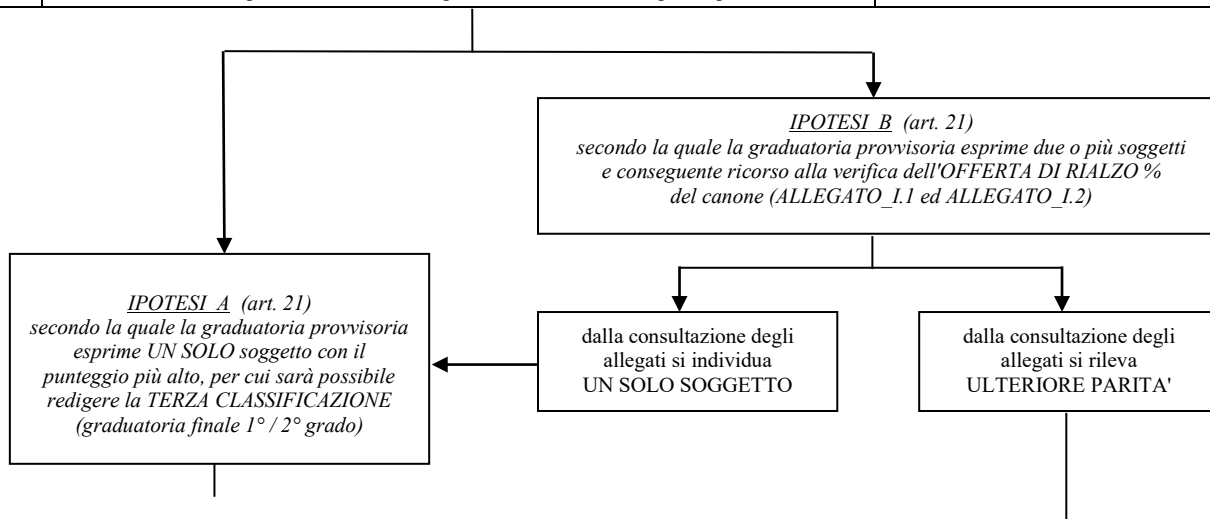 IPOTESI B (art. 21)
secondo la quale la graduatoria provvisoria esprime due o più soggetti
e conseguente ricorso alla verifica dell'OFFERTA DI RIALZO %
del canone (ALLEGATO_I.1 ed ALLEGATO_I.2)
IPOTESI A (art. 21)
secondo la quale la graduatoria provvisoria
esprime UN SOLO soggetto con il
punteggio più alto, per cui sarà possibile
redigere la TERZA CLASSIFICAZIONE
(graduatoria finale 1° / 2° grado)
dalla consultazione degli
allegati si individua
UN SOLO SOGGETTO
dalla consultazione degli
allegati si rileva
ULTERIORE PARITA'